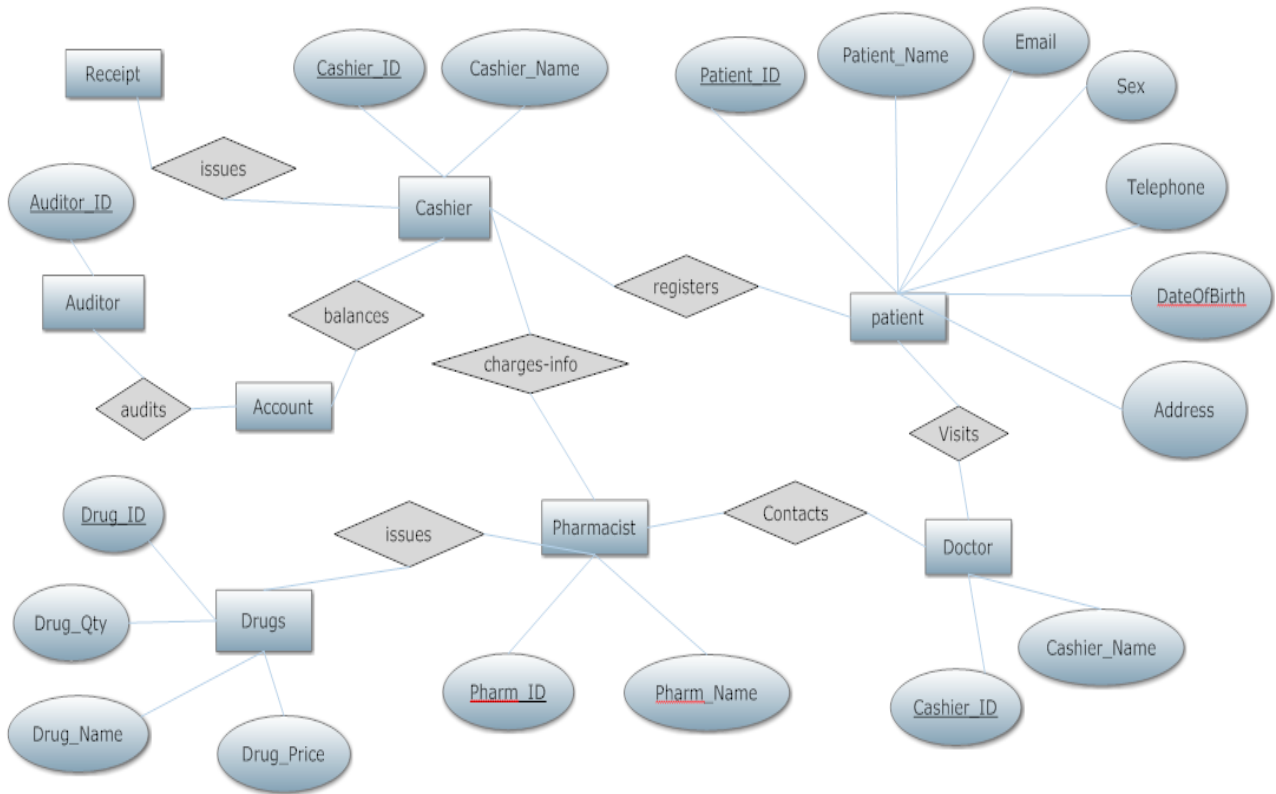 Receipt
Cashier_ID
Cashier_Name
Patient_ID
Patient_Name
Email
Sex
issues
Auditor_ID
Cashier
Telephone
Auditor
balances
registers
patient
DateOfBirth
charges-info
audits
Account
Address
Visits
Drug_ID
issues
Pharmacist
Contacts
Doctor
Drug_Qty
Drugs
Cashier_Name
Pharm_ID
Pharm_Name
Cashier_ID
Drug_Name
Drug_Price